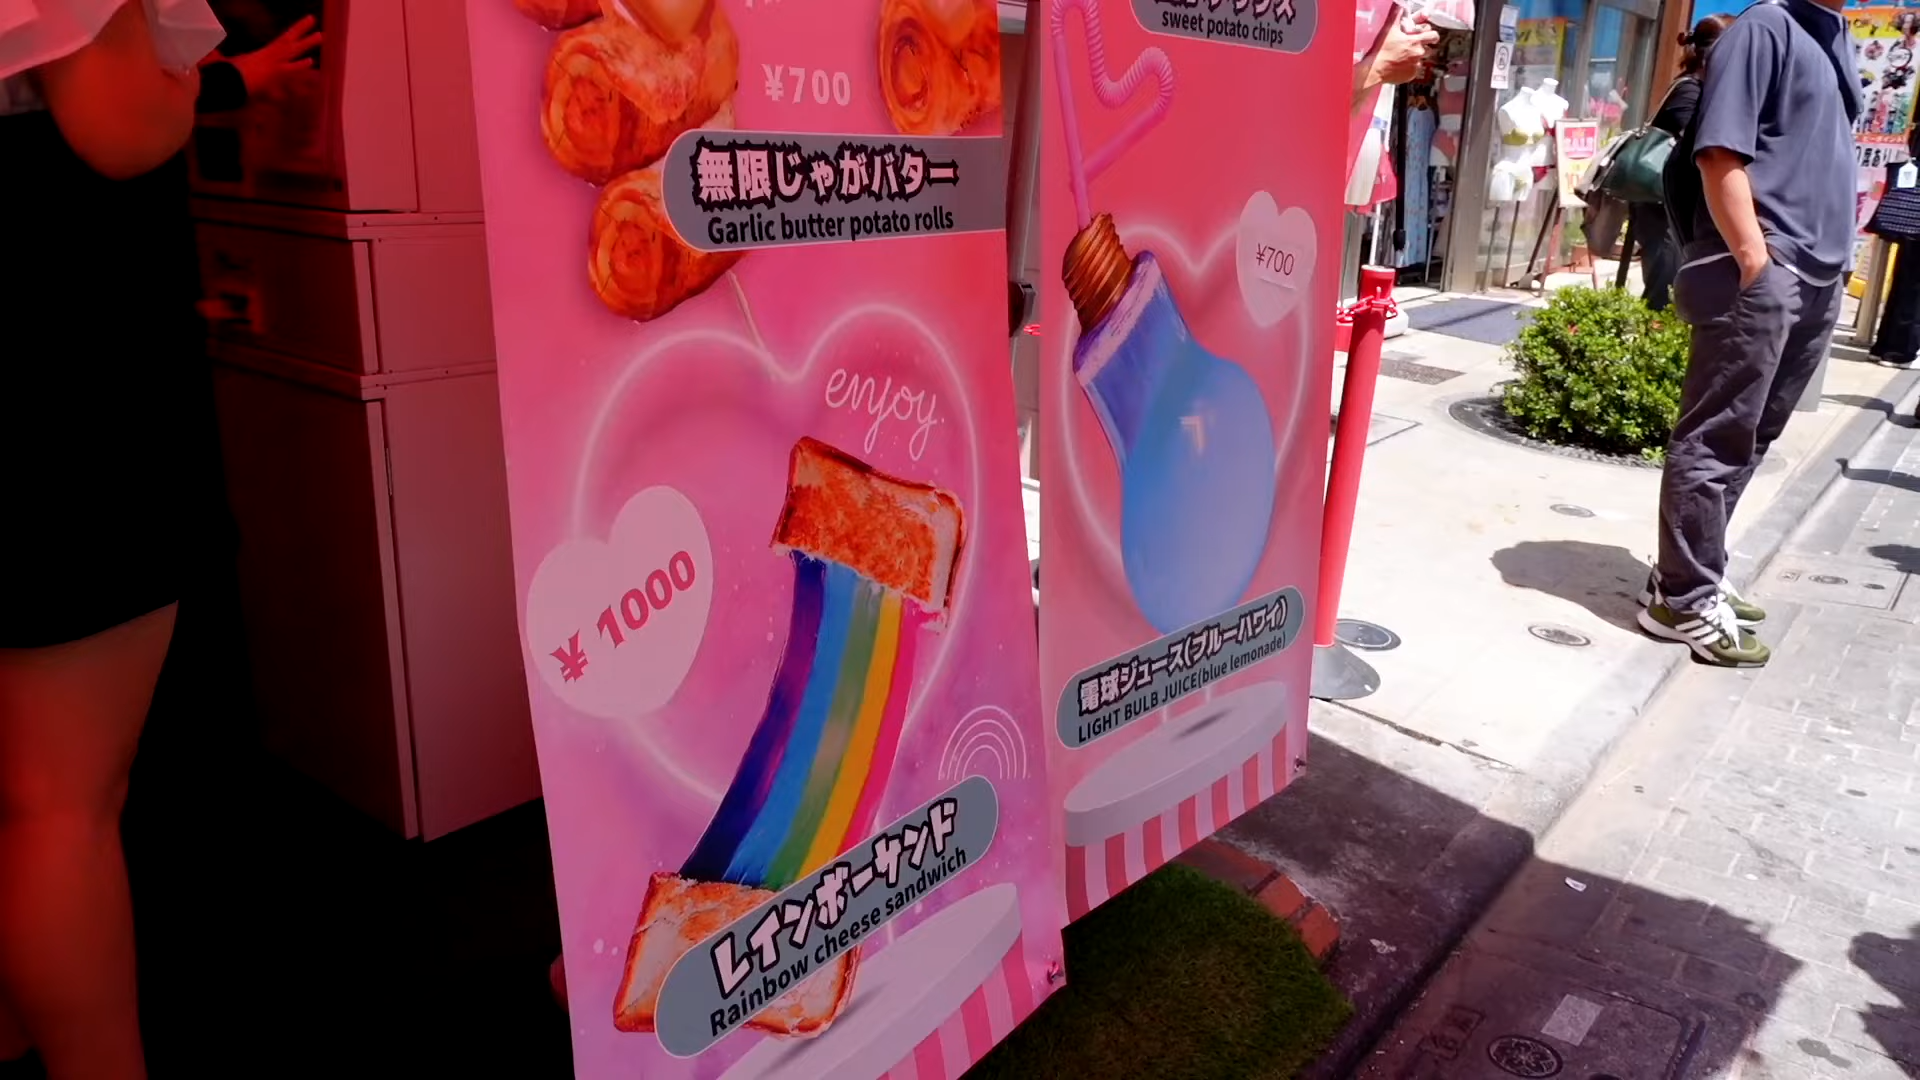 ¥700
無限じゃがバター
Garlic butter potato rolls
enjoy
¥1000
レインボーサンド
Rainbow cheese sandwich
sweet potato chips
¥700
電球ジュース(ブルーハワイ)
LIGHT BULB JUICE(blue lemonade)
SALE